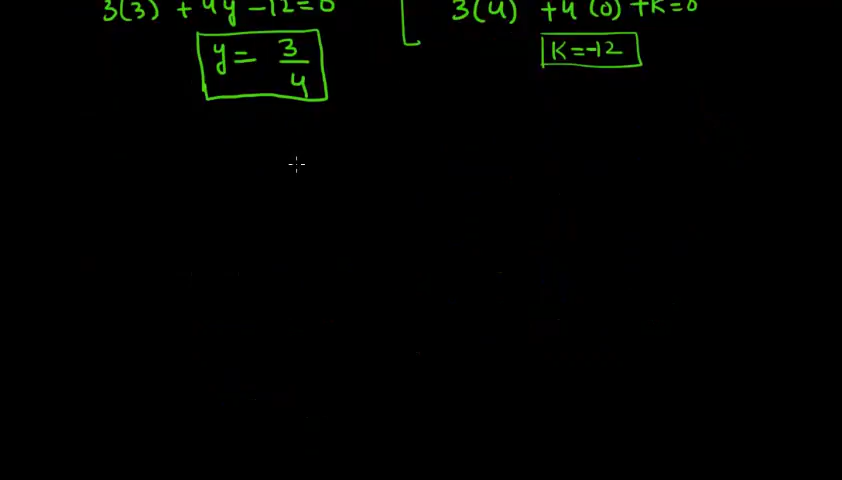 3(3) + 4y -12=0
y= 3/4
3(4) +4(0)+K=0
K=-12